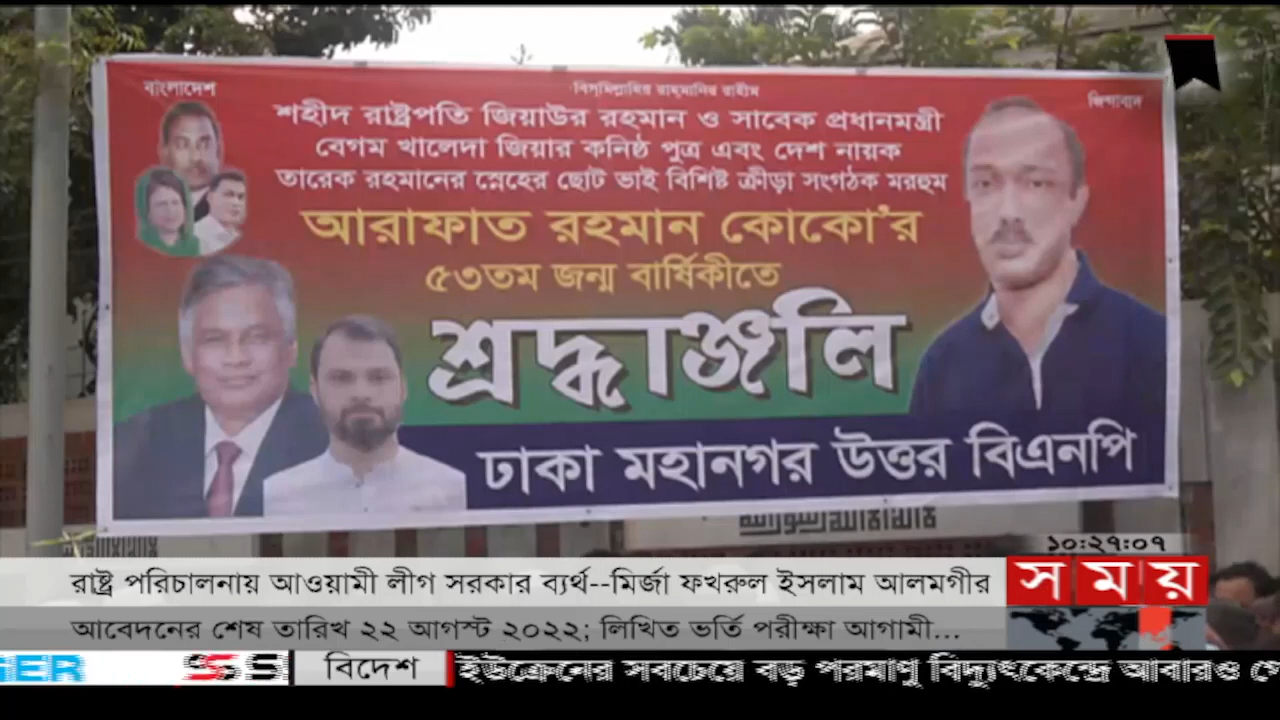 বাংলাদেশ
বিস্‌মিল্লাহির রাহ্‌মানির রাহীম
জিন্দাবাদ
শহীদ রাষ্ট্রপতি জিয়াউর রহমান ও সাবেক প্রধানমন্ত্রী
বেগম খালেদা জিয়ার কনিষ্ঠ পুত্র এবং দেশ নায়ক
তারেক রহমানের স্নেহের ছোট ভাই বিশিষ্ট ক্রীড়া সংগঠক মরহুম
আরাফাত রহমান কোকো'র
৫৩তম জন্ম বার্ষিকীতে
শ্রদ্ধাঞ্জলি
ঢাকা মহানগর উত্তর বিএনপি
১০:২৭:০৭
রাষ্ট্র পরিচালনায় আওয়ামী লীগ সরকার ব্যর্থ--মির্জা ফখরুল ইসলাম আলমগীর
সময়
আবেদনের শেষ তারিখ ২২ আগস্ট ২০২২; লিখিত ভর্তি পরীক্ষা আগামী...
বিদেশ
ইউক্রেনের সবচেয়ে বড় পরমাণু বিদ্যুৎকেন্দ্রে আবারও